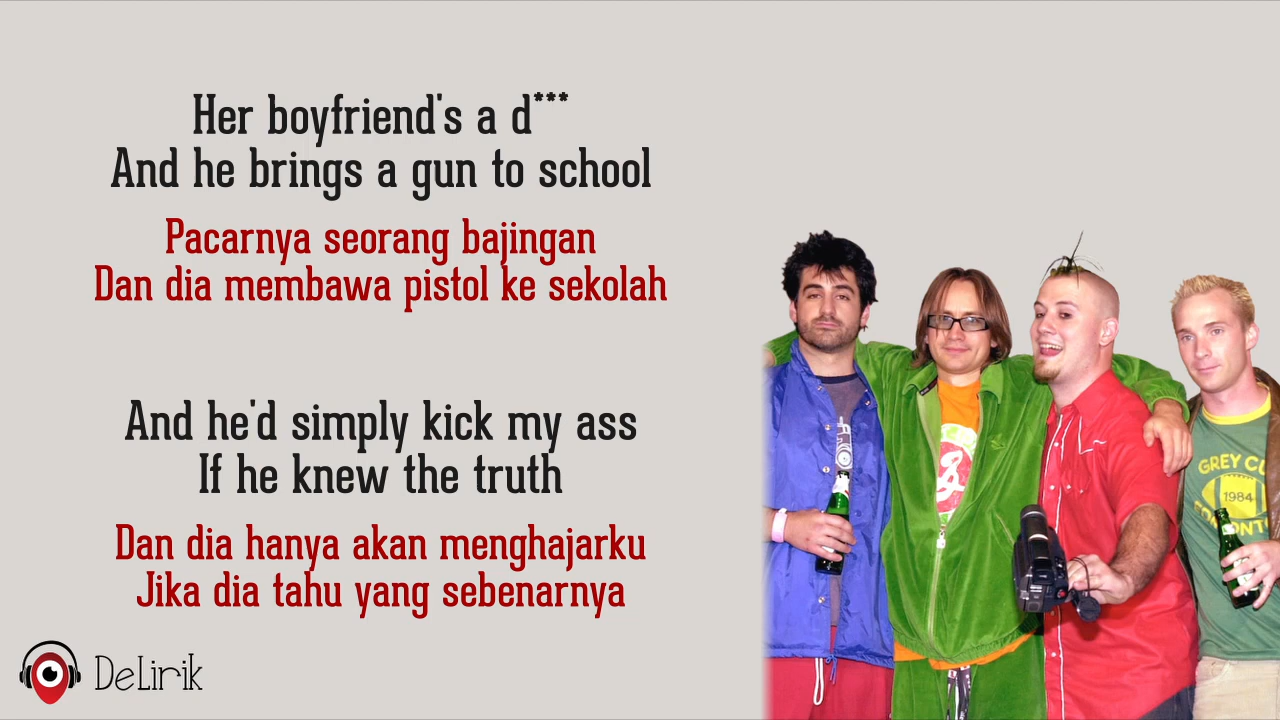 Her boyfriend's a d***
And he brings a gun to school
Pacarnya seorang bajingan
Dan dia membawa pistol ke sekolah
And he'd simply kick my ass
If he knew the truth
Dan dia hanya akan menghajarku
Jika dia tahu yang sebenarnya
DeLirik
GREY CU
1984